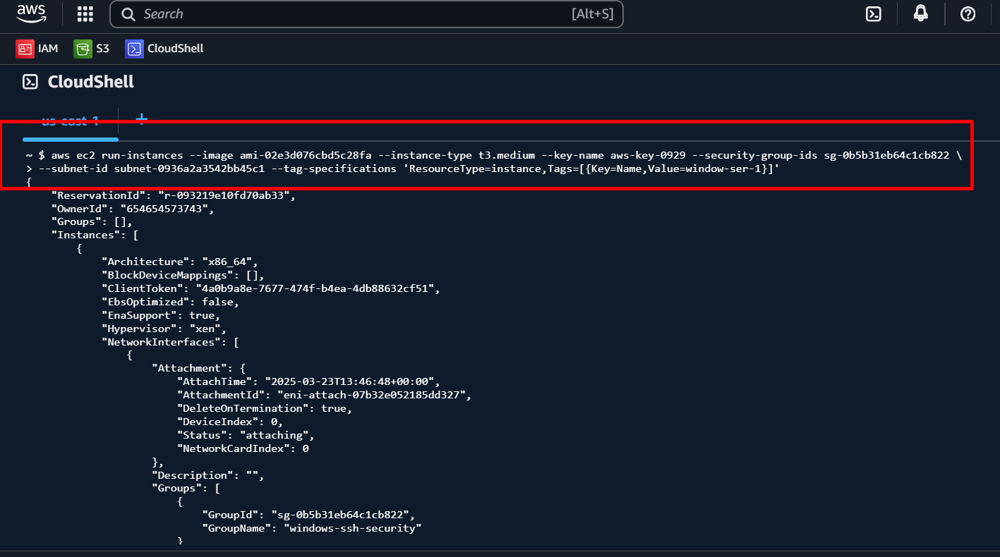 aws
Search [Alt+S]
IAM S3 CloudShell
CloudShell
us-east-1 +
~ $ aws ec2 run-instances --image ami-02e3d076cbd5c28fa --instance-type t3.medium --key-name aws-key-0929 --security-group-ids sg-0b5b31eb64c1cb822 \
> --subnet-id subnet-0936a2a3542bb45c1 --tag-specifications 'ResourceType=instance,Tags=[{Key=Name,Value=window-ser-1}]'
{
"ReservationId": "r-093219e10fd70ab33",
"OwnerId": "654654573743",
"Groups": [],
"Instances": [
{
"Architecture": "x86_64",
"BlockDeviceMappings": [],
"ClientToken": "4a0b9a8e-7677-474f-b4ea-4db88632cf51",
"EbsOptimized": false,
"EnaSupport": true,
"Hypervisor": "xen",
"NetworkInterfaces": [
{
"Attachment": {
"AttachTime": "2025-03-23T13:46:48+00:00",
"AttachmentId": "eni-attach-07b32e052185dd327",
"DeleteOnTermination": true,
"DeviceIndex": 0,
"Status": "attaching",
"NetworkCardIndex": 0
},
"Description": "",
"Groups": [
{
"GroupId": "sg-0b5b31eb64c1cb822",
"GroupName": "windows-ssh-security"
}